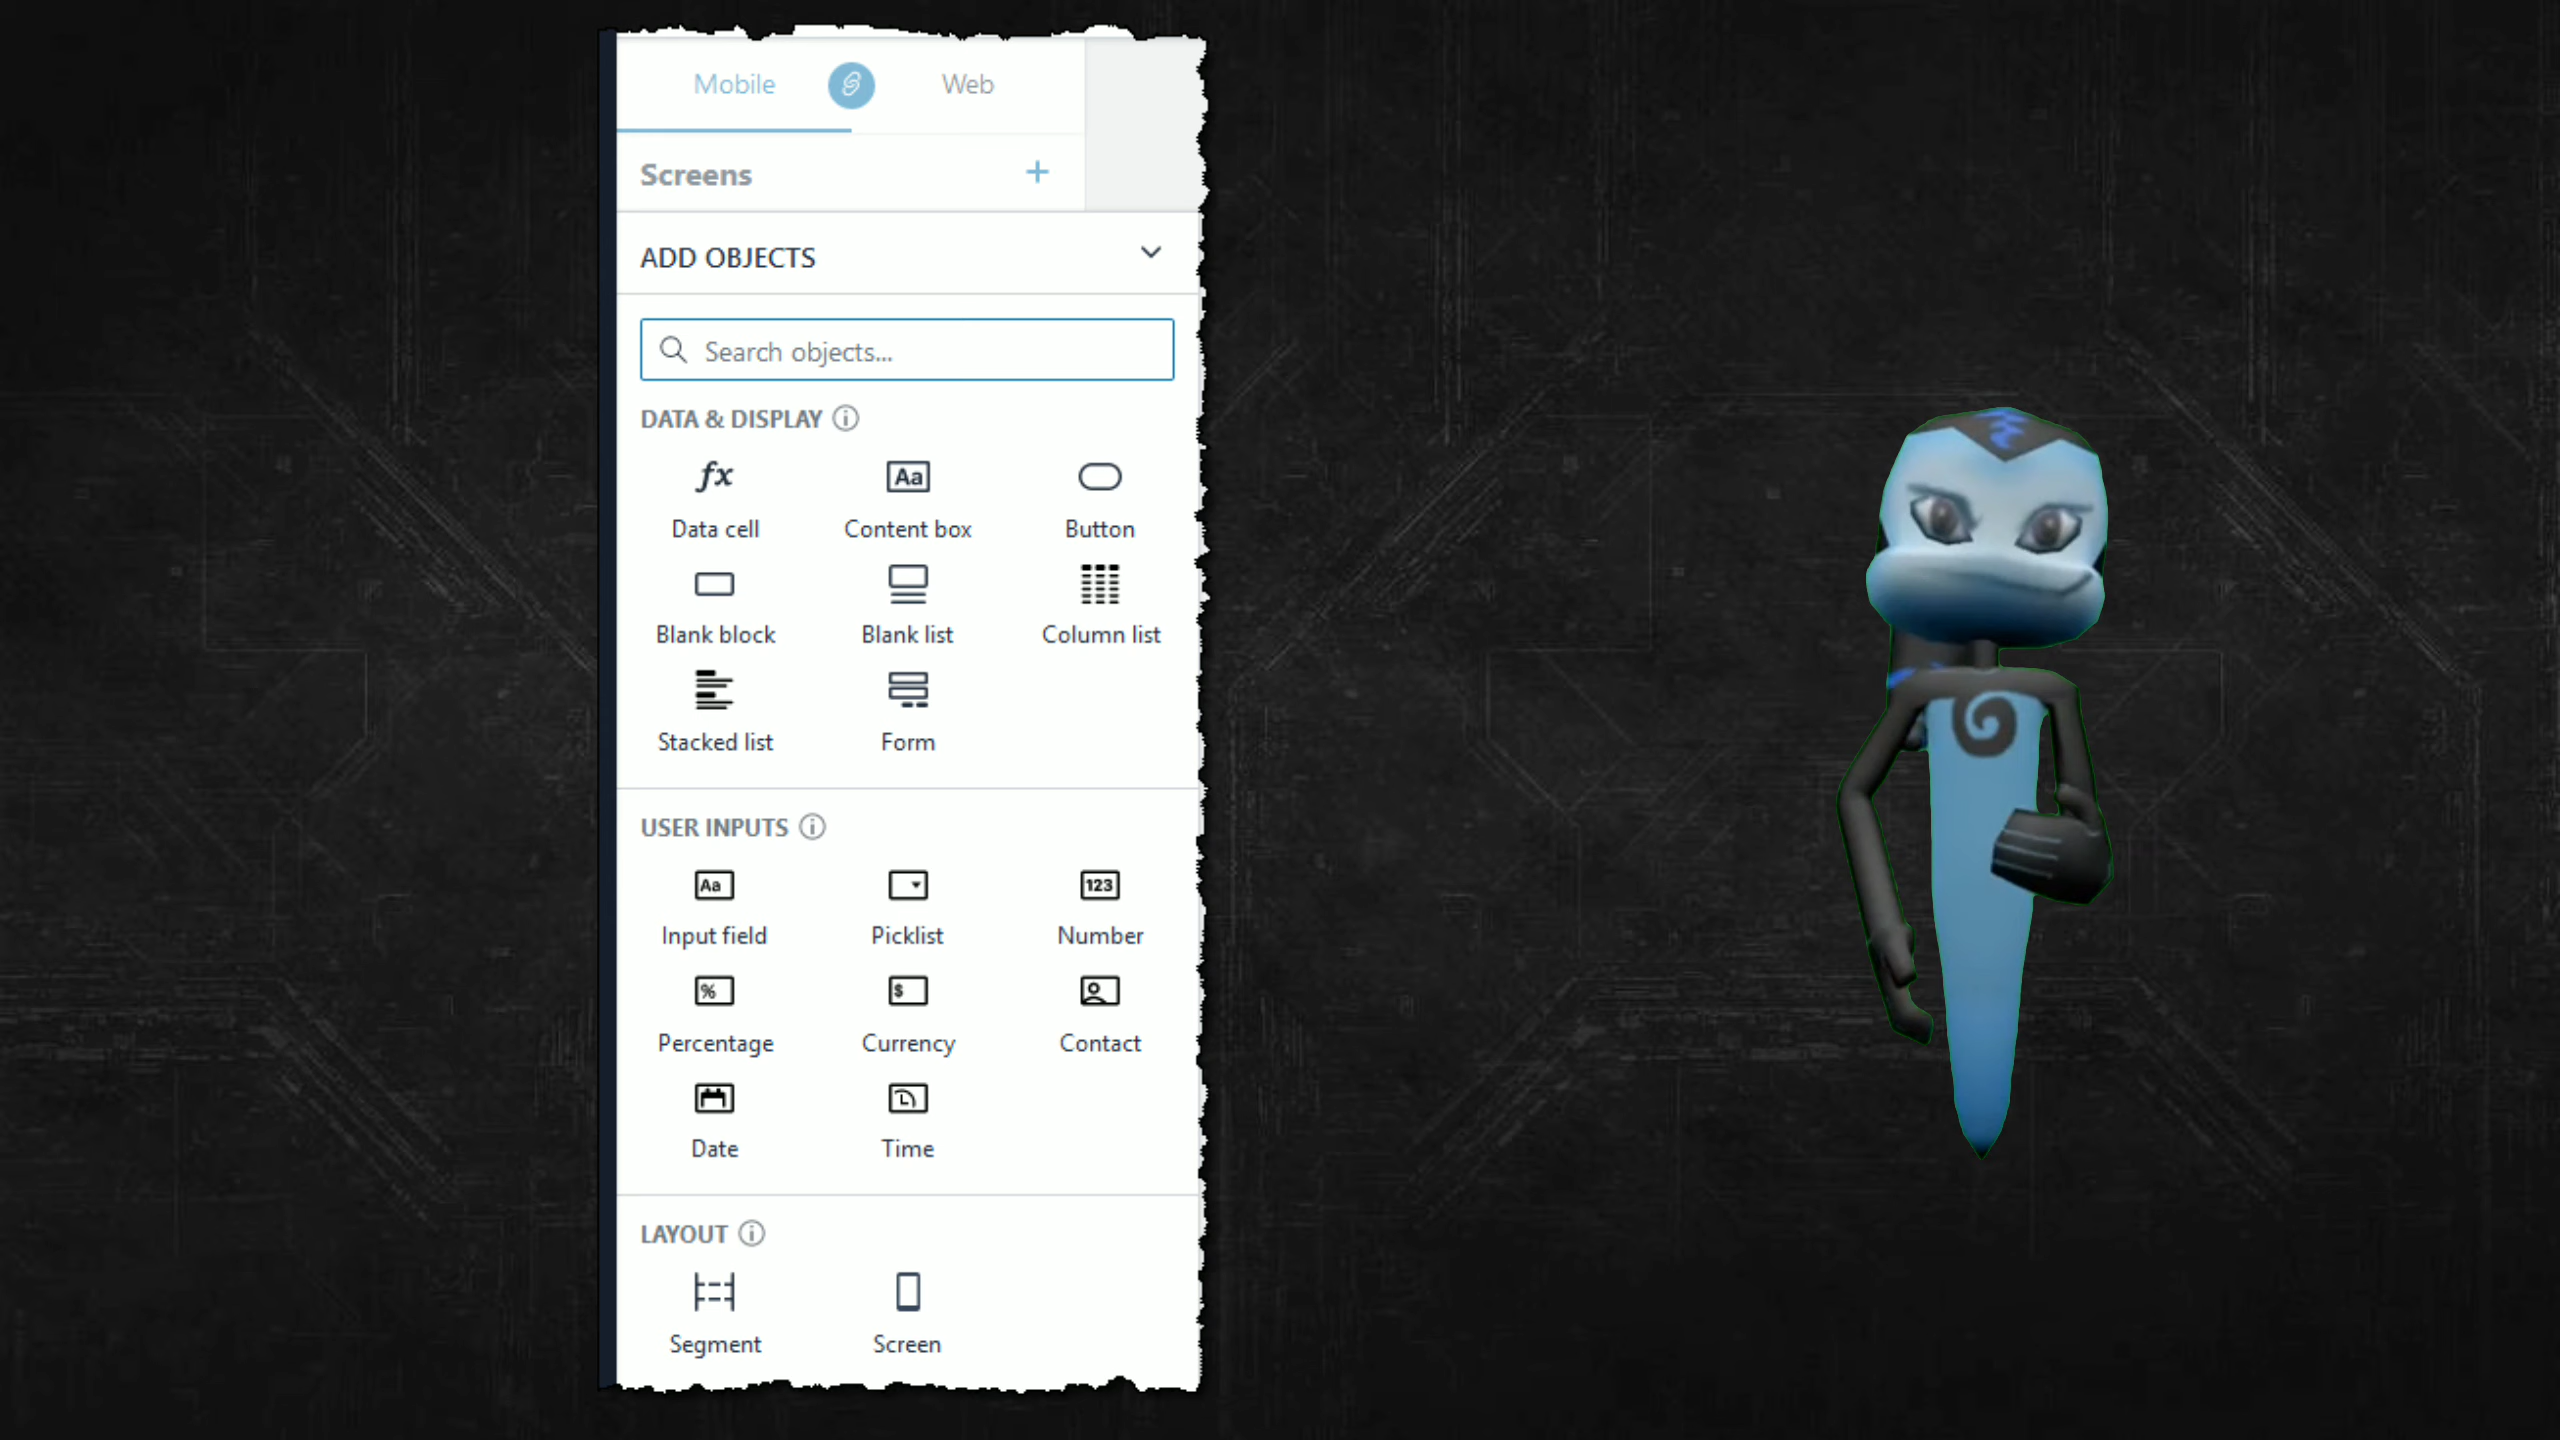 Mobile Web
Screens
ADD OBJECTS
Search objects...
DATA & DISPLAY
fx Aa
Data cell Content box Button
Blank block Blank list Column list
Stacked list Form
USER INPUTS
Aa 123
Input field Picklist Number
% $
Percentage Currency Contact
Date Time
LAYOUT
Segment Screen